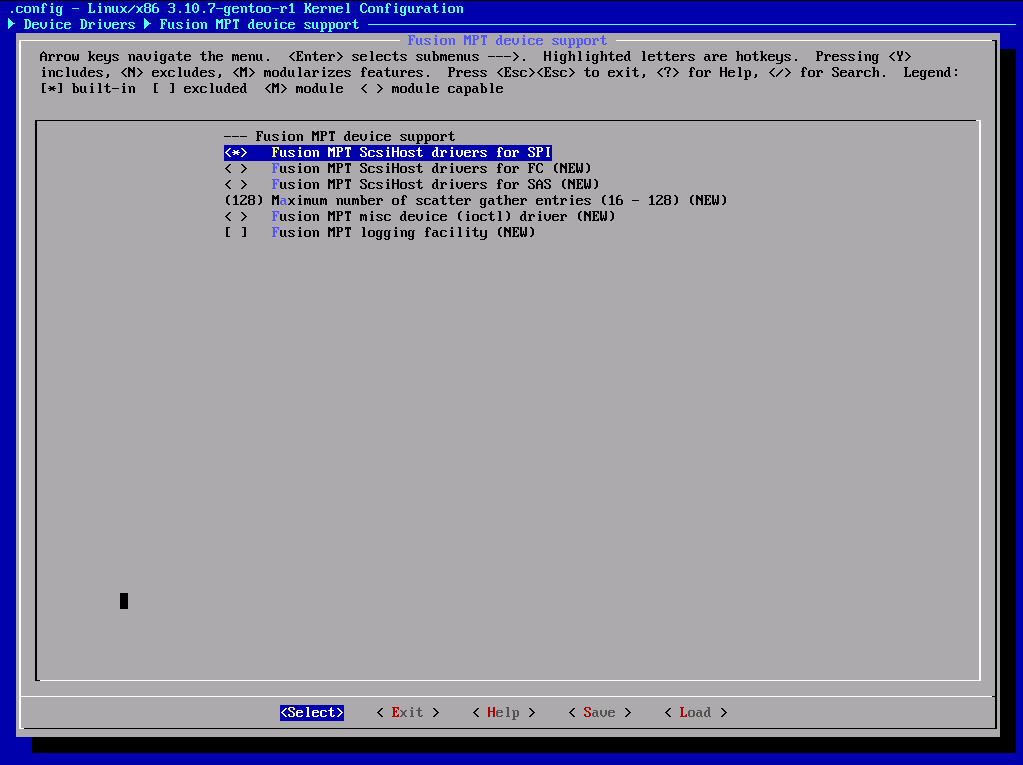 .config - Linux/x86 3.10.7-gentoo-r1 Kernel Configuration
Device Drivers ▶ Fusion MPT device support
Fusion MPT device support
Arrow keys navigate the menu.  <Enter> selects submenus --->.  Highlighted letters are hotkeys.  Pressing <Y>
includes, <N> excludes, <M> modularizes features.  Press <Esc><Esc> to exit, <?> for Help, </> for Search.  Legend:
[*] built-in  [ ] excluded  <M> module  < > module capable
--- Fusion MPT device support
<*>   Fusion MPT ScsiHost drivers for SPI
< >   Fusion MPT ScsiHost drivers for FC (NEW)
< >   Fusion MPT ScsiHost drivers for SAS (NEW)
(128) Maximum number of scatter gather entries (16 - 128) (NEW)
< >   Fusion MPT misc device (ioctl) driver (NEW)
[ ]   Fusion MPT logging facility (NEW)
<Select>    < Exit >    < Help >    < Save >    < Load >